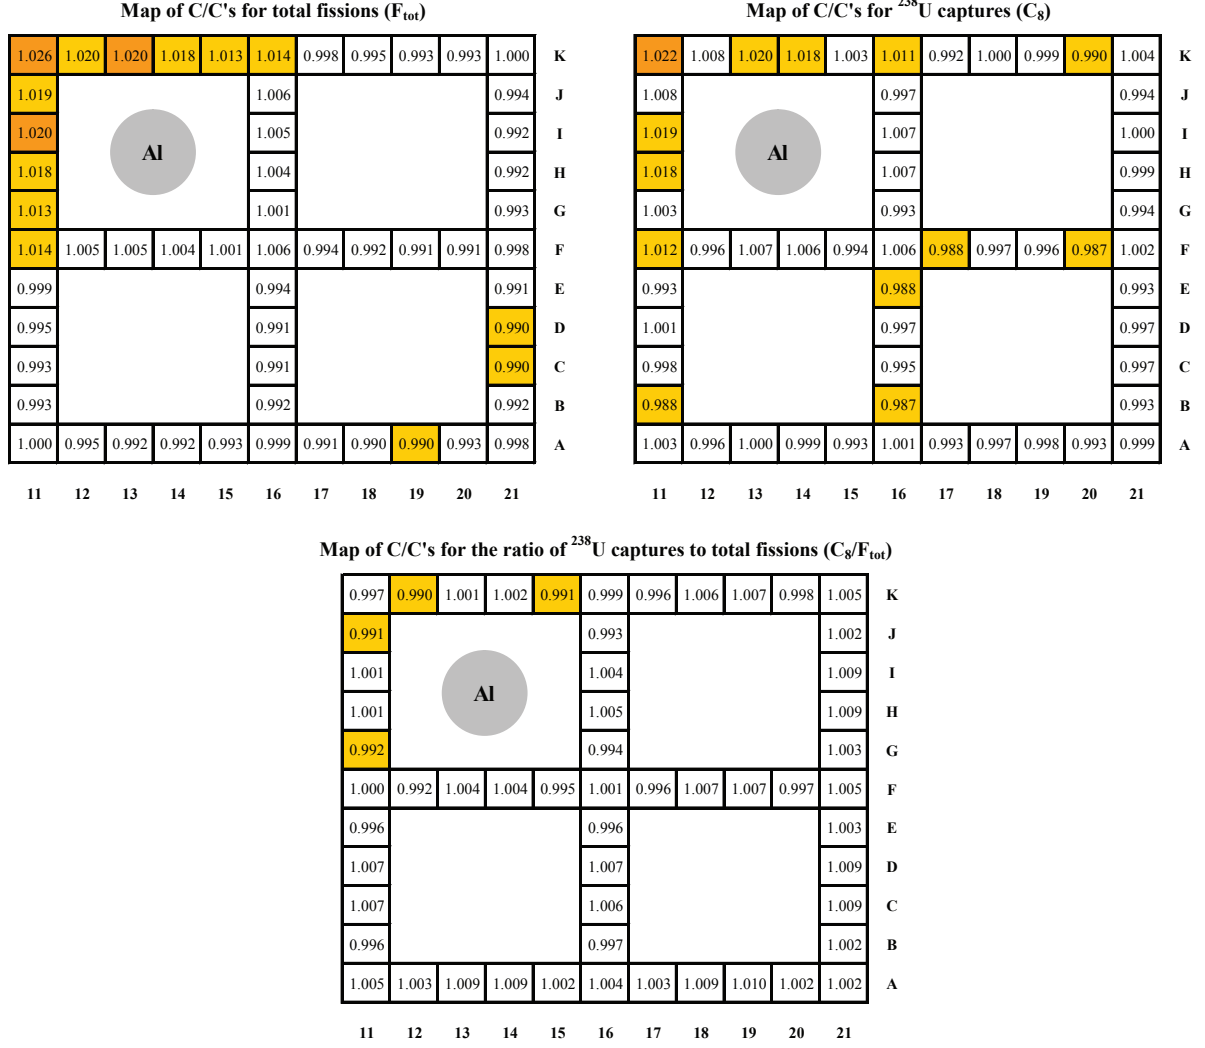 Map of C/C's for total fissions (Ftot)
1.026 1.020 1.020 1.018 1.013 1.014 0.998 0.995 0.993 0.993 1.000 K
1.019 1.006 0.994 J
1.020 Al 1.005 0.992 I
1.018 1.004 0.992 H
1.013 1.001 0.993 G
1.014 1.005 1.005 1.004 1.001 1.006 0.994 0.992 0.991 0.991 0.998 F
0.999 0.994 0.991 E
0.995 0.991 0.990 D
0.993 0.991 0.990 C
0.993 0.992 0.992 B
1.000 0.995 0.992 0.992 0.993 0.999 0.991 0.990 0.990 0.993 0.998 A
11 12 13 14 15 16 17 18 19 20 21
Map of C/C's for 238U captures (C8)
1.022 1.008 1.020 1.018 1.003 1.011 0.992 1.000 0.999 0.990 1.004 K
1.008 0.997 0.994 J
1.019 Al 1.007 1.000 I
1.018 1.007 0.999 H
1.003 0.993 0.994 G
1.012 0.996 1.007 1.006 0.994 1.006 0.988 0.997 0.996 0.987 1.002 F
0.993 0.988 0.993 E
1.001 0.997 0.997 D
0.998 0.995 0.997 C
0.988 0.987 0.993 B
1.003 0.996 1.000 0.999 0.993 1.001 0.993 0.997 0.998 0.993 0.999 A
11 12 13 14 15 16 17 18 19 20 21
Map of C/C's for the ratio of 238U captures to total fissions (C8/Ftot)
0.997 0.990 1.001 1.002 0.991 0.999 0.996 1.006 1.007 0.998 1.005 K
0.991 0.993 1.002 J
1.001 Al 1.004 1.009 I
1.001 1.005 1.009 H
0.992 0.994 1.003 G
1.000 0.992 1.004 1.004 0.995 1.001 0.996 1.007 1.007 0.997 1.005 F
0.996 0.996 1.003 E
1.007 1.007 1.009 D
1.007 1.006 1.009 C
0.996 0.997 1.002 B
1.005 1.003 1.009 1.009 1.002 1.004 1.003 1.009 1.010 1.002 1.002 A
11 12 13 14 15 16 17 18 19 20 21